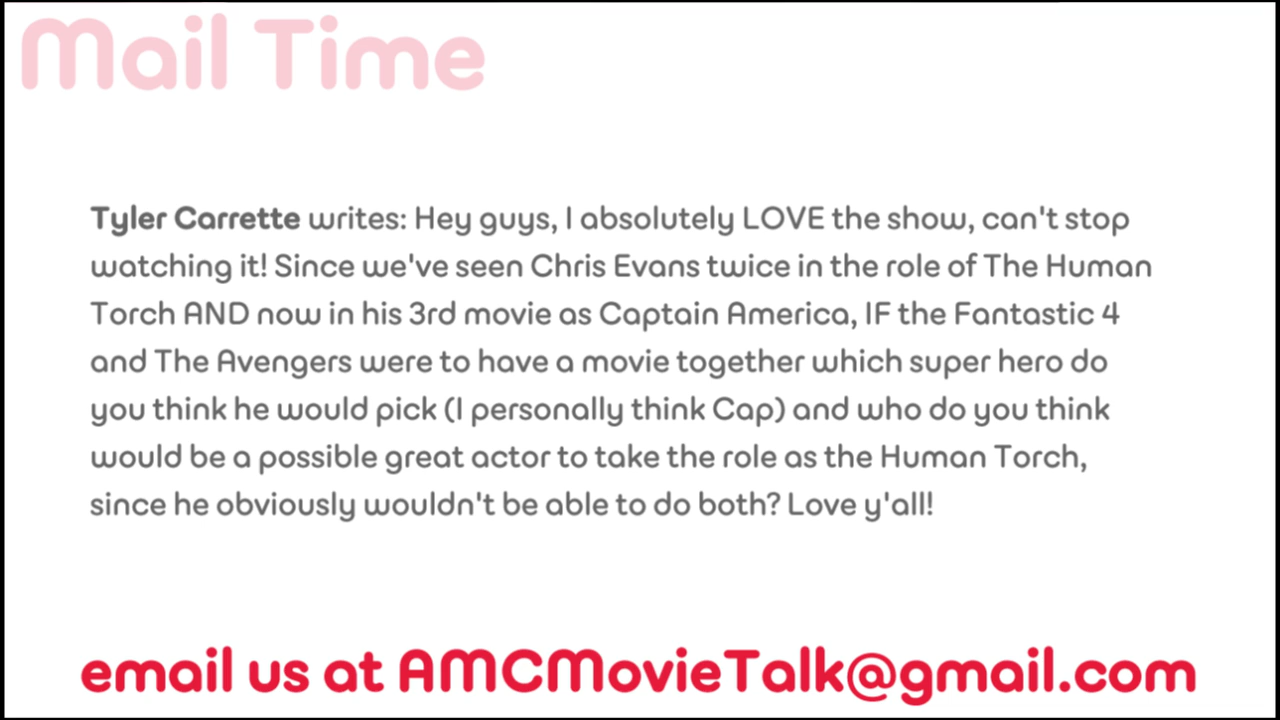 Mail Time
Tyler Carrette writes: Hey guys, I absolutely LOVE the show, can't stop
watching it! Since we've seen Chris Evans twice in the role of The Human
Torch AND now in his 3rd movie as Captain America, IF the Fantastic 4
and The Avengers were to have a movie together which super hero do
you think he would pick (I personally think Cap) and who do you think
would be a possible great actor to take the role as the Human Torch,
since he obviously wouldn't be able to do both? Love y'all!
email us at AMCMovieTalk@gmail.com